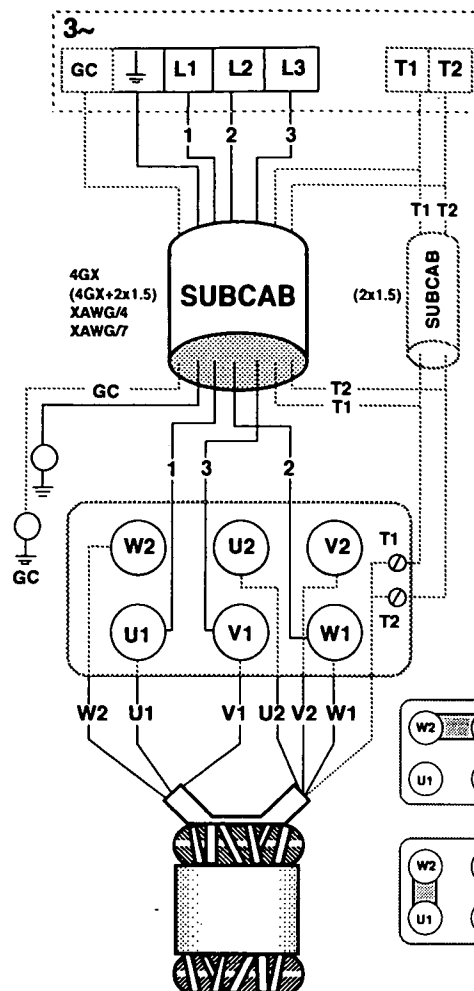 3~
GC L1 L2 L3 T1 T2
1 2 3
T1 T2
4GX
(4GX+2x1.5)
XAWG/4
XAWG/7
SUBCAB
(2x1.5)
SUBCAB
GC
T2
T1
1 3 2
GC
W2 U2 V2
T1
U1 V1 W1
T2
W2 U1 V1 U2 V2 W1
W2
U1
W2
U1